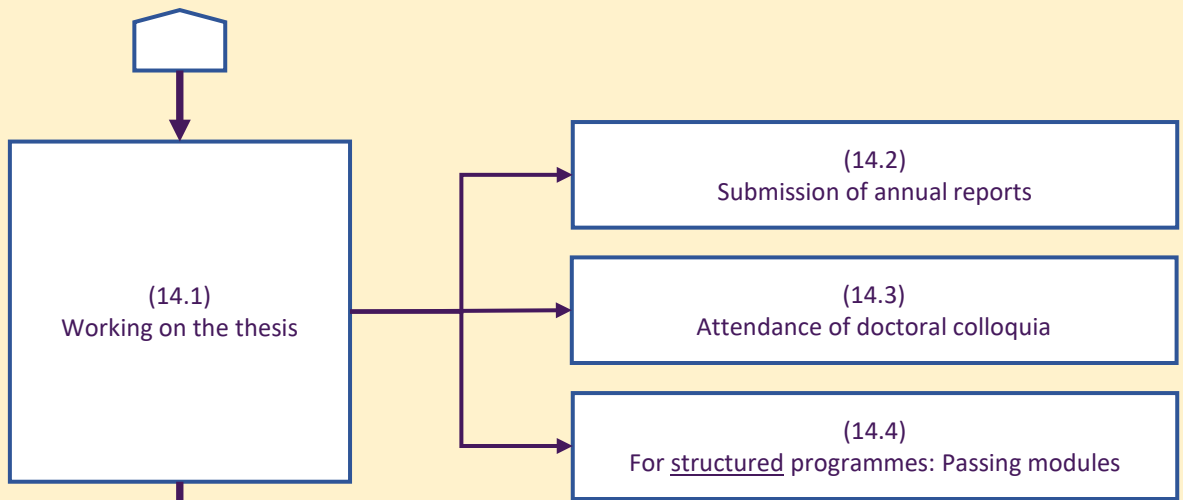 (14.1)
Working on the thesis
(14.2)
Submission of annual reports
(14.3)
Attendance of doctoral colloquia
(14.4)
For structured programmes: Passing modules